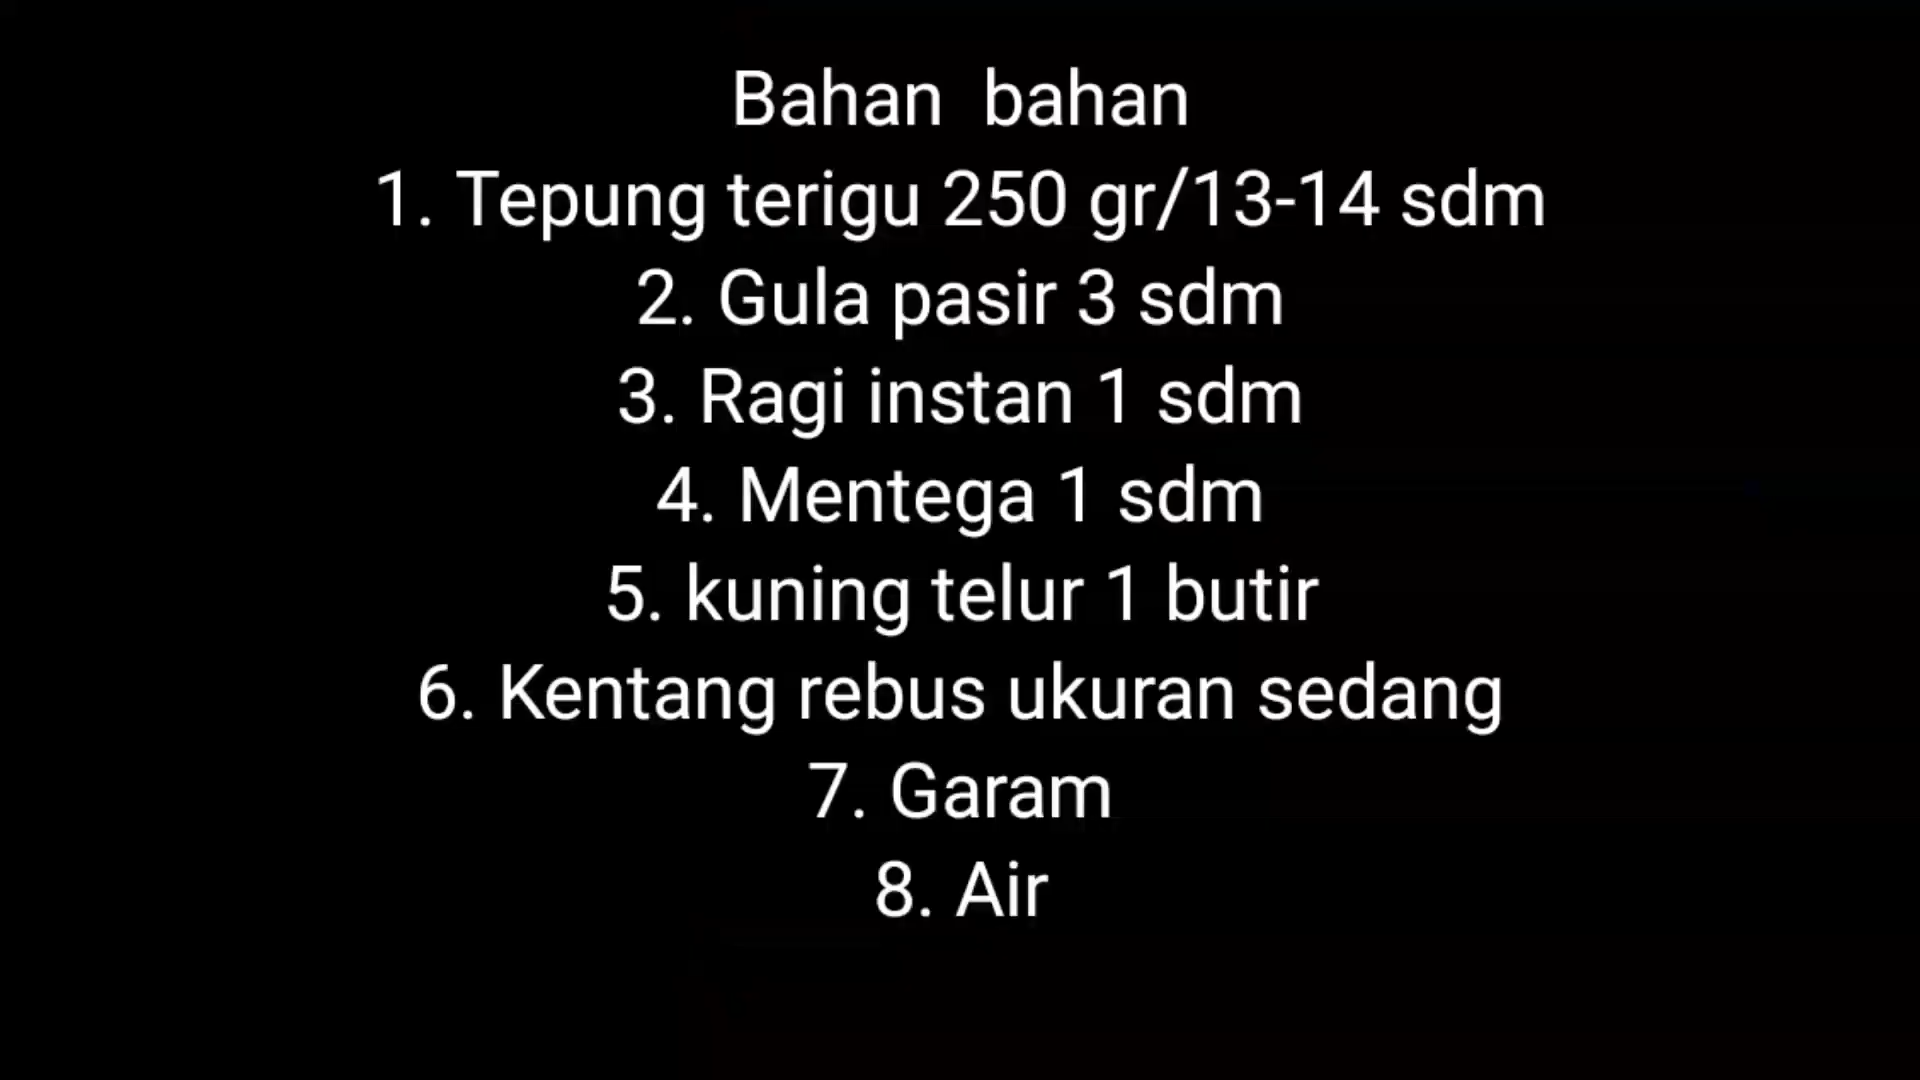 Bahan  bahan
1. Tepung terigu 250 gr/13-14 sdm
2. Gula pasir 3 sdm
3. Ragi instan 1 sdm
4. Mentega 1 sdm
5. kuning telur 1 butir
6. Kentang rebus ukuran sedang
7. Garam
8. Air